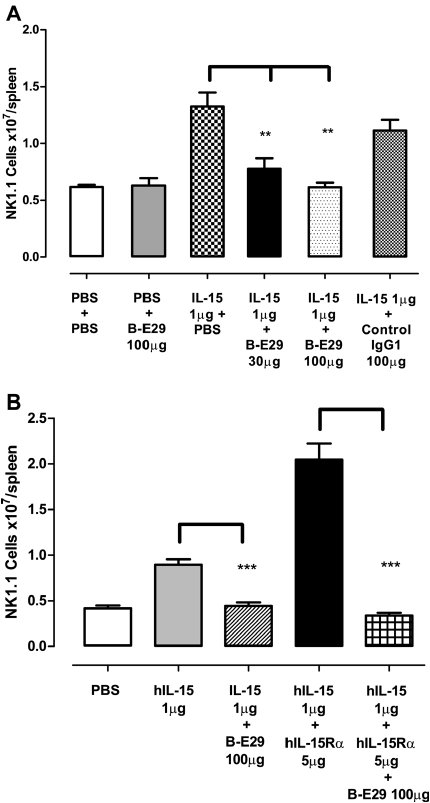 A
NK1.1 Cells x10⁷/spleen
2.0
1.5
1.0
0.5
0.0
**
**
PBS
+
PBS
PBS
+
B-E29
100μg
IL-15
1μg +
PBS
IL-15
1μg
+
B-E29
30μg
IL-15
1μg
+
B-E29
100μg
IL-15 1μg
+
Control
IgG1
100μg
B
NK1.1 Cells x10⁷/spleen
2.5
2.0
1.5
1.0
0.5
0.0
***
***
PBS
hIL-15
1μg
IL-15
1μg
+
B-E29
100μg
hIL-15
1μg
+
hIL-15Rα
5μg
hIL-15
1μg
+
hIL-15Rα
5μg
+
B-E29 100μg